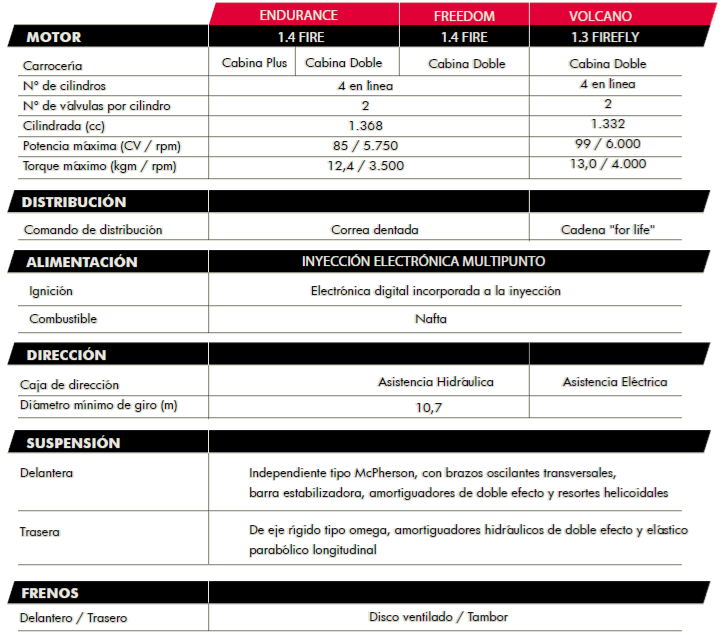 ENDURANCE FREEDOM VOLCANO
MOTOR 1.4 FIRE 1.4 FIRE 1.3 FIREFLY
Carrocería Cabina Plus Cabina Doble Cabina Doble Cabina Doble
N° de cilindros 4 en línea 4 en línea
N° de válvulas por cilindro 2 2
Cilindrada (cc) 1.368 1.332
Potencia máxima (CV / rpm) 85 / 5.750 99 / 6.000
Torque máximo (kgm / rpm) 12,4 / 3.500 13,0 / 4.000
DISTRIBUCIÓN
Comando de distribución Correa dentada Cadena "for life"
ALIMENTACIÓN INYECCIÓN ELECTRÓNICA MULTIPUNTO
Ignición Electrónica digital incorporada a la inyección
Combustible Nafta
DIRECCIÓN
Caja de dirección Asistencia Hidráulica Asistencia Eléctrica
Diámetro mínimo de giro (m) 10,7
SUSPENSIÓN
Delantera Independiente tipo McPherson, con brazos oscilantes transversales,
barra estabilizadora, amortiguadores de doble efecto y resortes helicoidales
Trasera De eje rígido tipo omega, amortiguadores hidráulicos de doble efecto y elástico
parabólico longitudinal
FRENOS
Delantero / Trasero Disco ventilado / Tambor